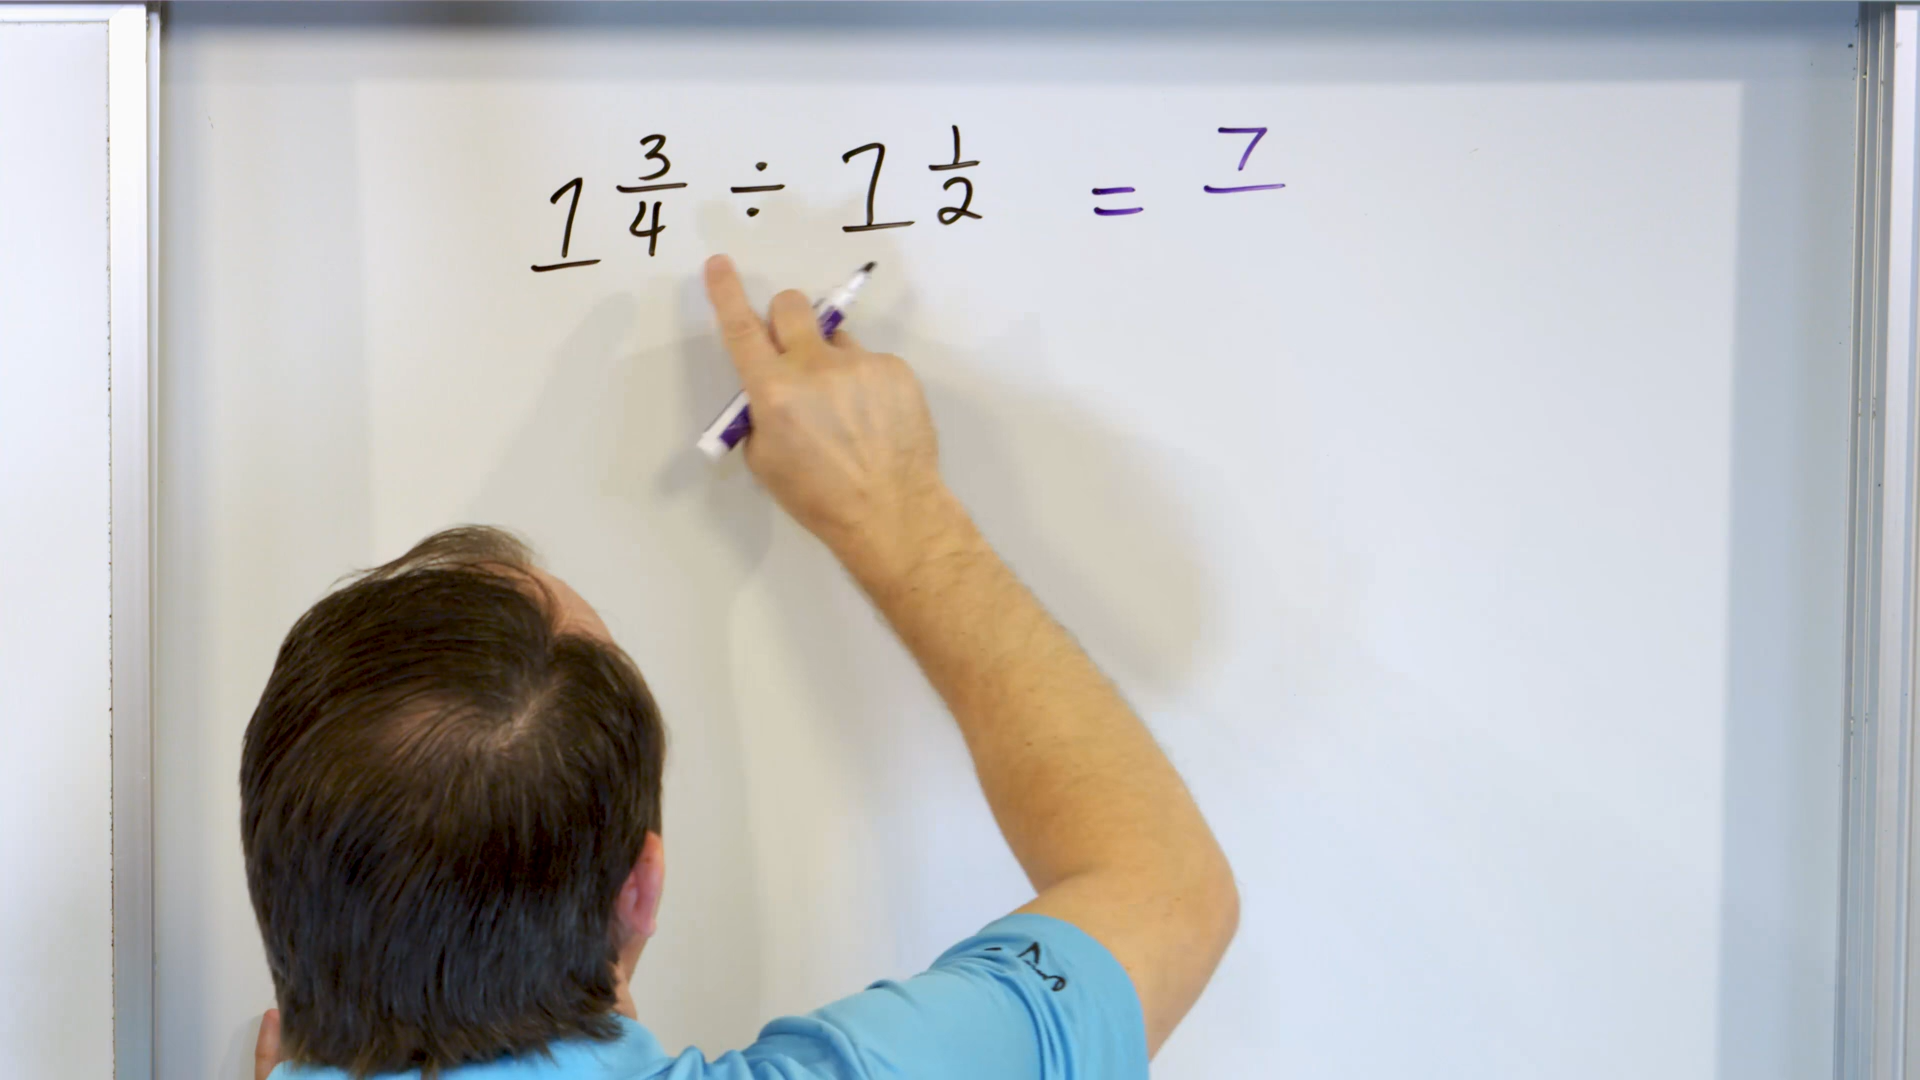 1 3/4 ÷ 1 1/2 = 7/